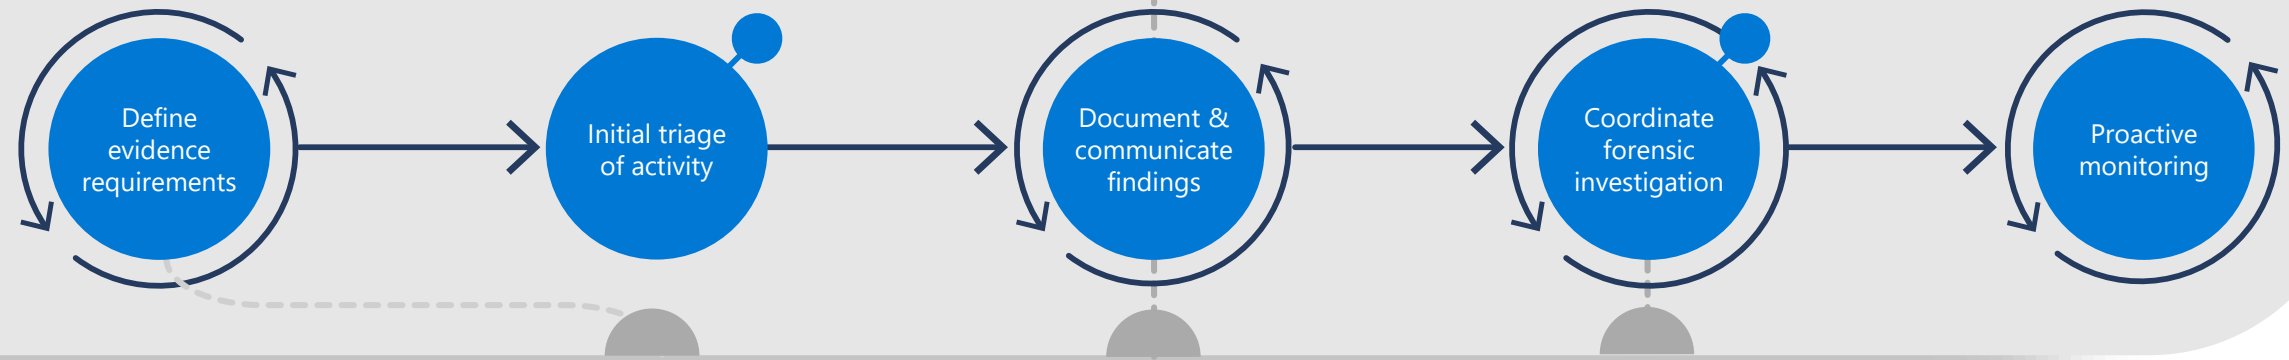 Define
evidence
requirements
Initial triage
of activity
Document &
communicate
findings
Coordinate
forensic
investigation
Proactive
monitoring